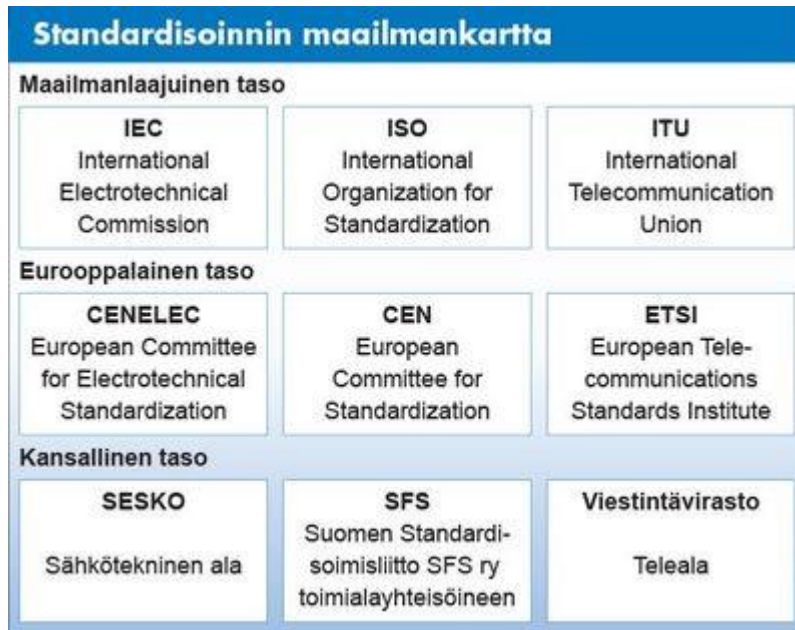 Standardisoinnin maailmankartta
Maailmanlaajuinen taso
IEC
International
Electrotechnical
Commission
ISO
International
Organization for
Standardization
ITU
International
Telecommunication
Union
Eurooppalainen taso
CENELEC
European Committee
for Electrotechnical
Standardization
CEN
European
Committee for
Standardization
ETSI
European Tele-
communications
Standards Institute
Kansallinen taso
SESKO
Sähkötekninen ala
SFS
Suomen Standardi-
soimisliitto SFS ry
toimialayhteisöineen
Viestintävirasto
Teleala